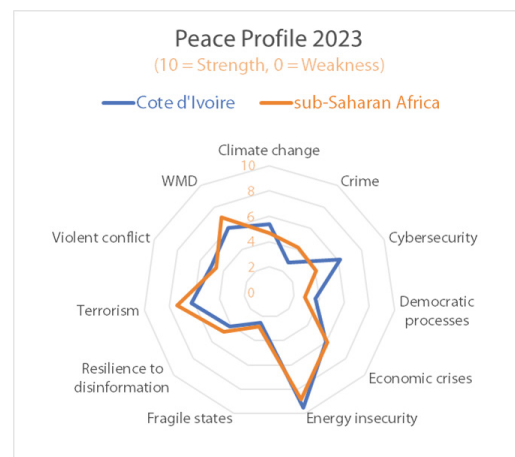 Peace Profile 2023
(10 = Strength, 0 = Weakness)
Cote d'Ivoire
sub-Saharan Africa
Climate change
Crime
Cybersecurity
Democratic
processes
Economic crises
Energy insecurity
Fragile states
Resilience to
disinformation
Terrorism
Violent conflict
WMD
10
8
6
4
2
0